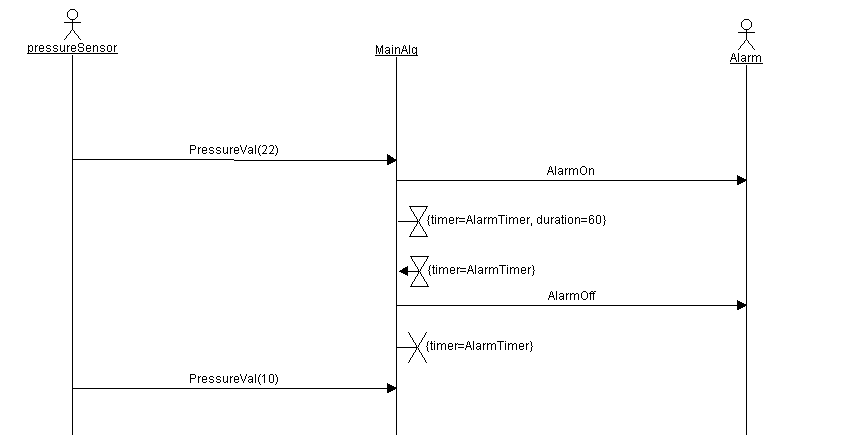 pressureSensor
MainAlg
Alarm
PressureVal(22)
AlarmOn
{timer=AlarmTimer, duration=60}
{timer=AlarmTimer}
AlarmOff
{timer=AlarmTimer}
PressureVal(10)